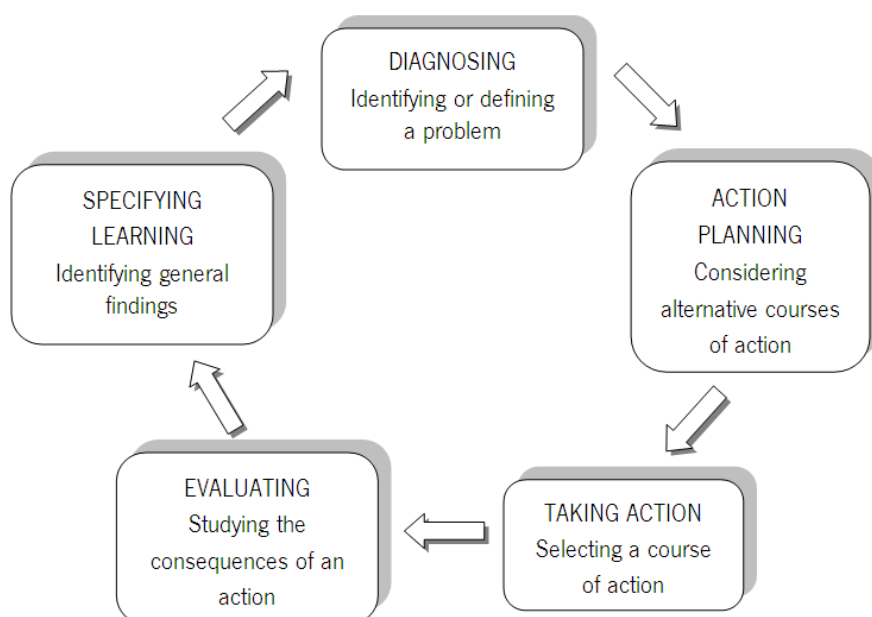 DIAGNOSING
Identifying or defining
a problem
ACTION
PLANNING
Considering
alternative courses
of action
TAKING ACTION
Selecting a course
of action
EVALUATING
Studying the
consequences of an
action
SPECIFYING
LEARNING
Identifying general
findings